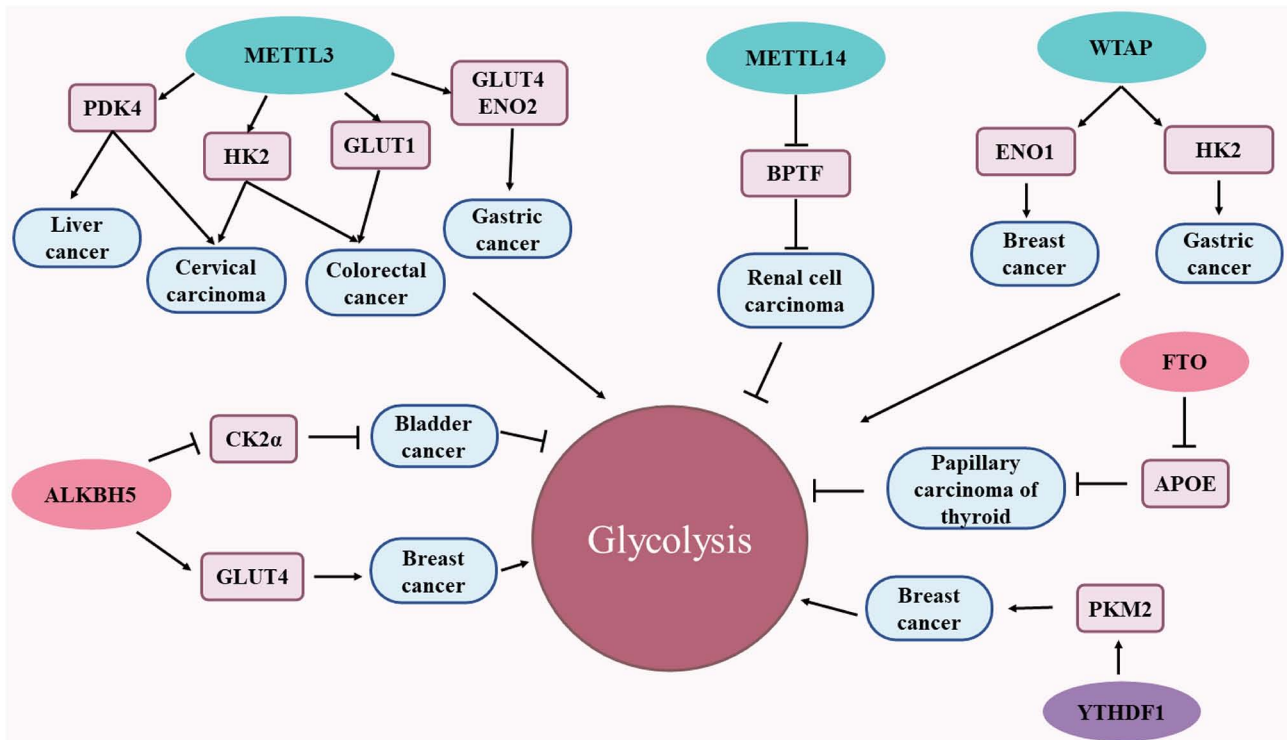 METTL3
METTL14
WTAP
PDK4
HK2
GLUT1
GLUT4
ENO2
BPTF
ENO1
HK2
Liver
cancer
Cervical
carcinoma
Colorectal
cancer
Gastric
cancer
Renal cell
carcinoma
Breast
cancer
Gastric
cancer
FTO
CK2α
Bladder
cancer
ALKBH5
Papillary
carcinoma of
thyroid
APOE
Glycolysis
GLUT4
Breast
cancer
Breast
cancer
PKM2
YTHDF1